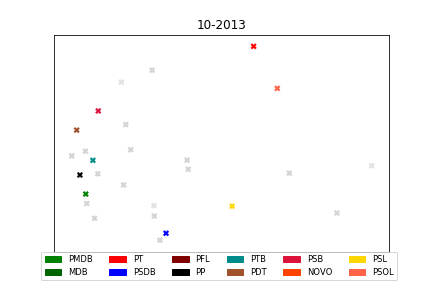 10-2013
PMDB PT PFL PTB PSB PSL
MDB PSDB PP PDT NOVO PSOL